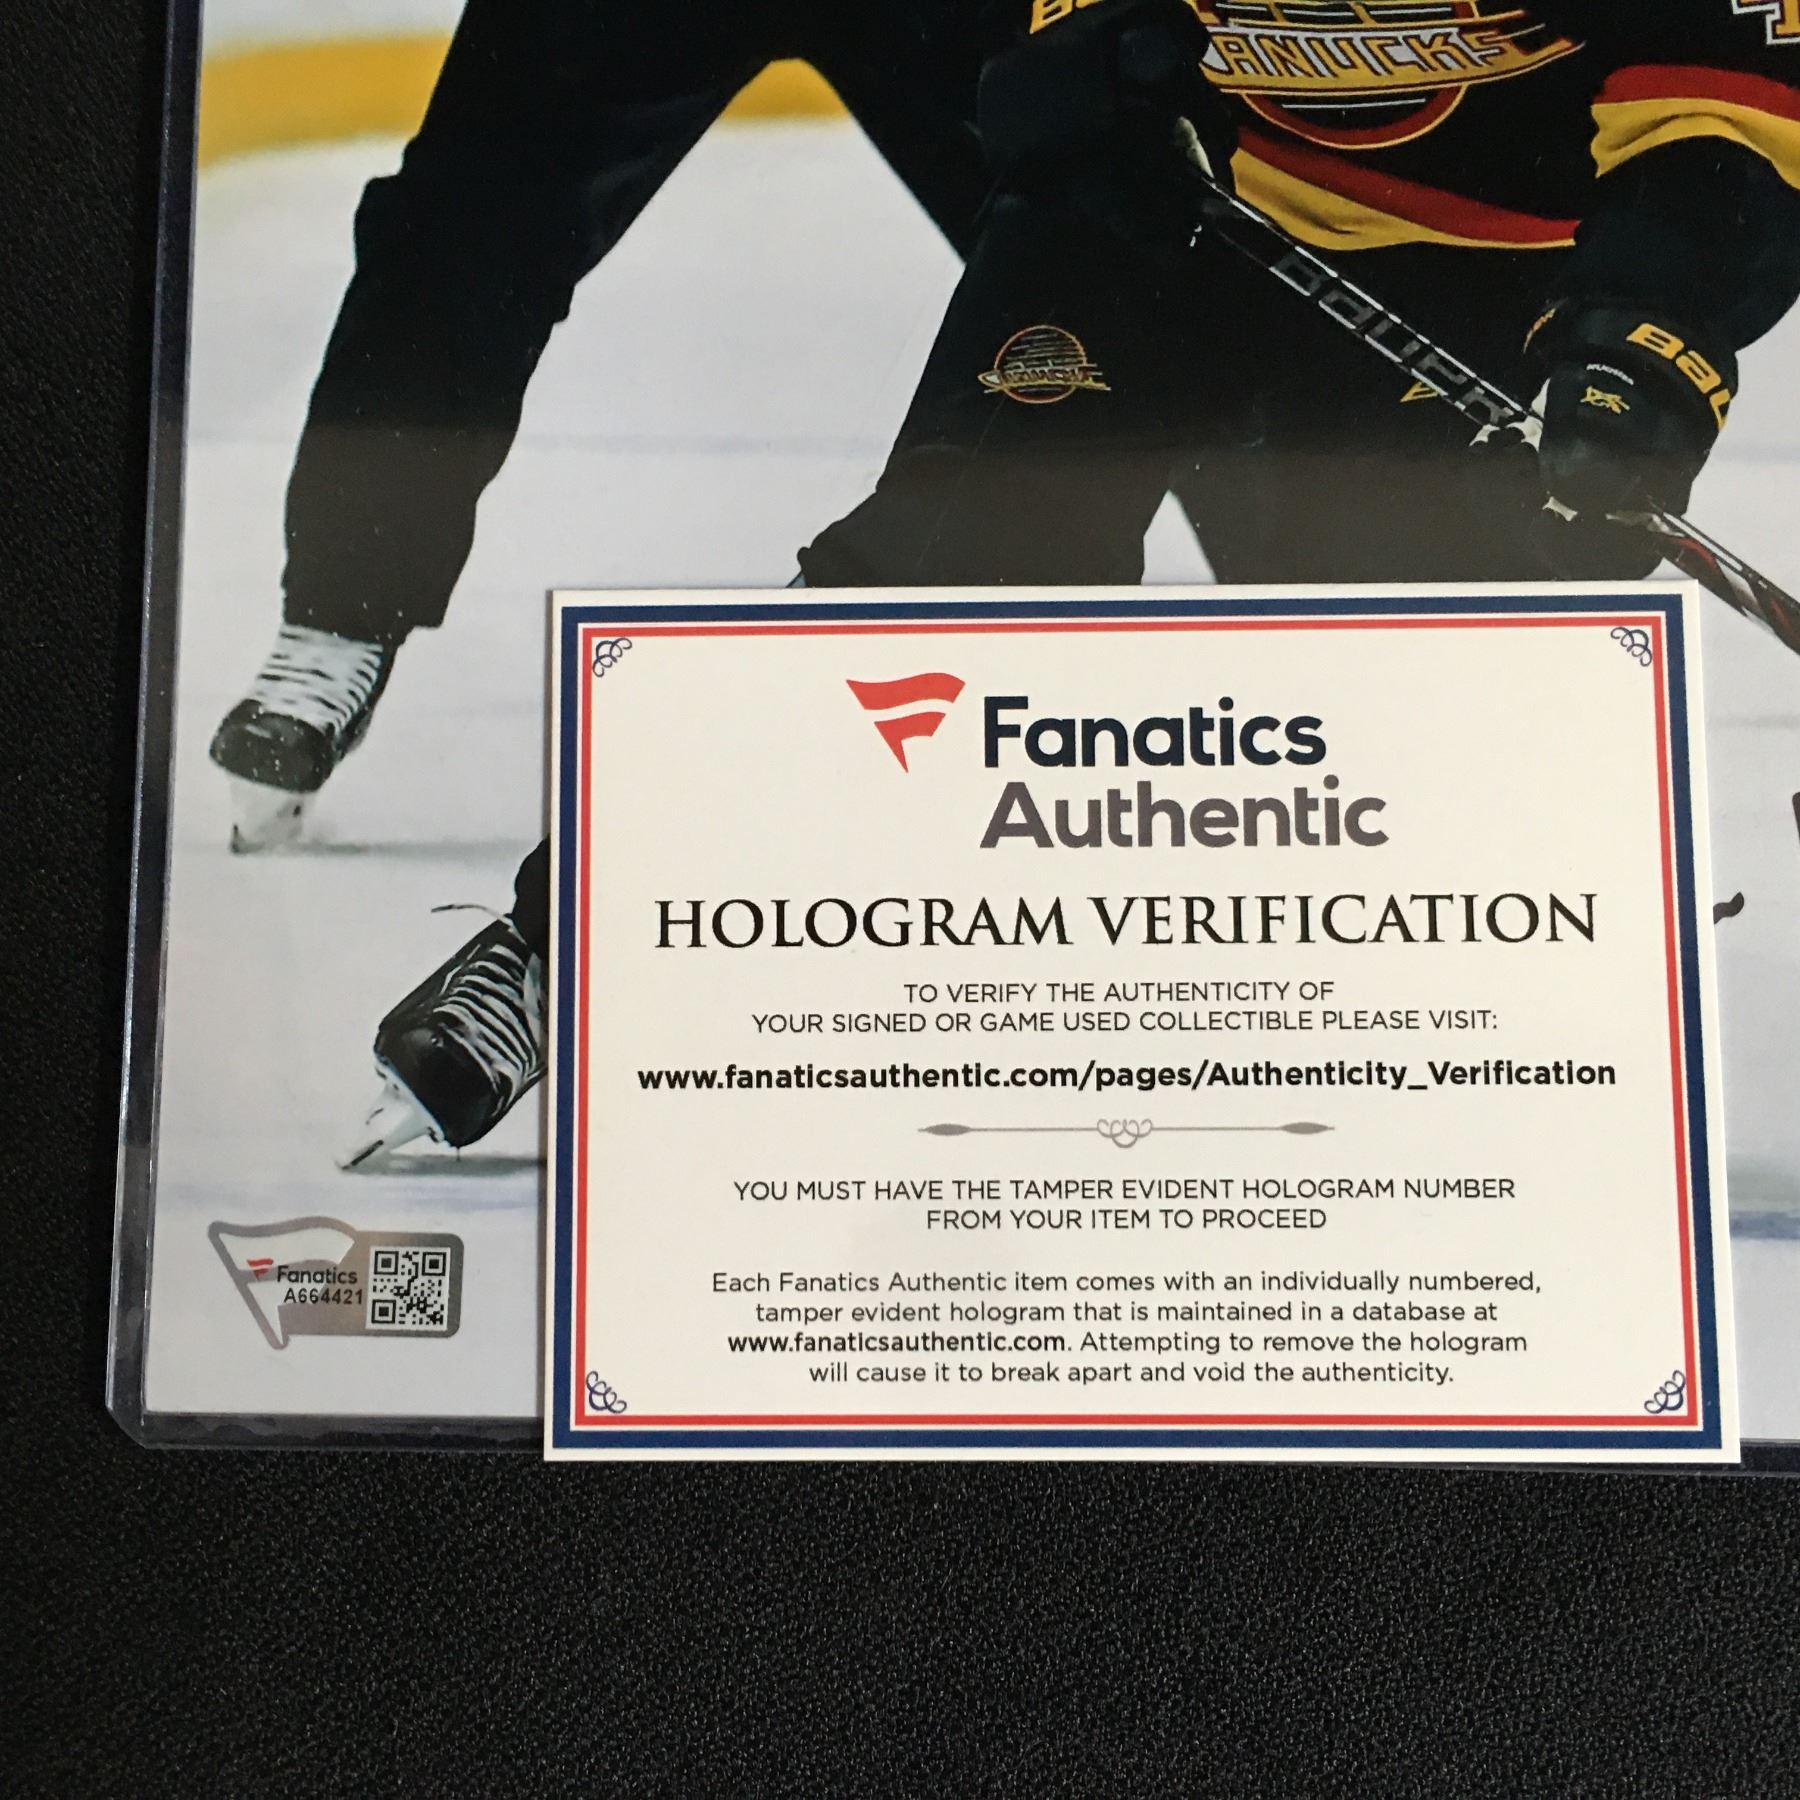 ANUCKS
BAUER
BAU
Fanatics
Authentic
HOLOGRAM VERIFICATION
TO VERIFY THE AUTHENTICITY OF
YOUR SIGNED OR GAME USED COLLECTIBLE PLEASE VISIT:
www.fanaticsauthentic.com/pages/Authenticity_Verification
YOU MUST HAVE THE TAMPER EVIDENT HOLOGRAM NUMBER
FROM YOUR ITEM TO PROCEED
Each Fanatics Authentic item comes with an individually numbered,
tamper evident hologram that is maintained in a database at
www.fanaticsauthentic.com. Attempting to remove the hologram
will cause it to break apart and void the authenticity.
Fanatics
A664421